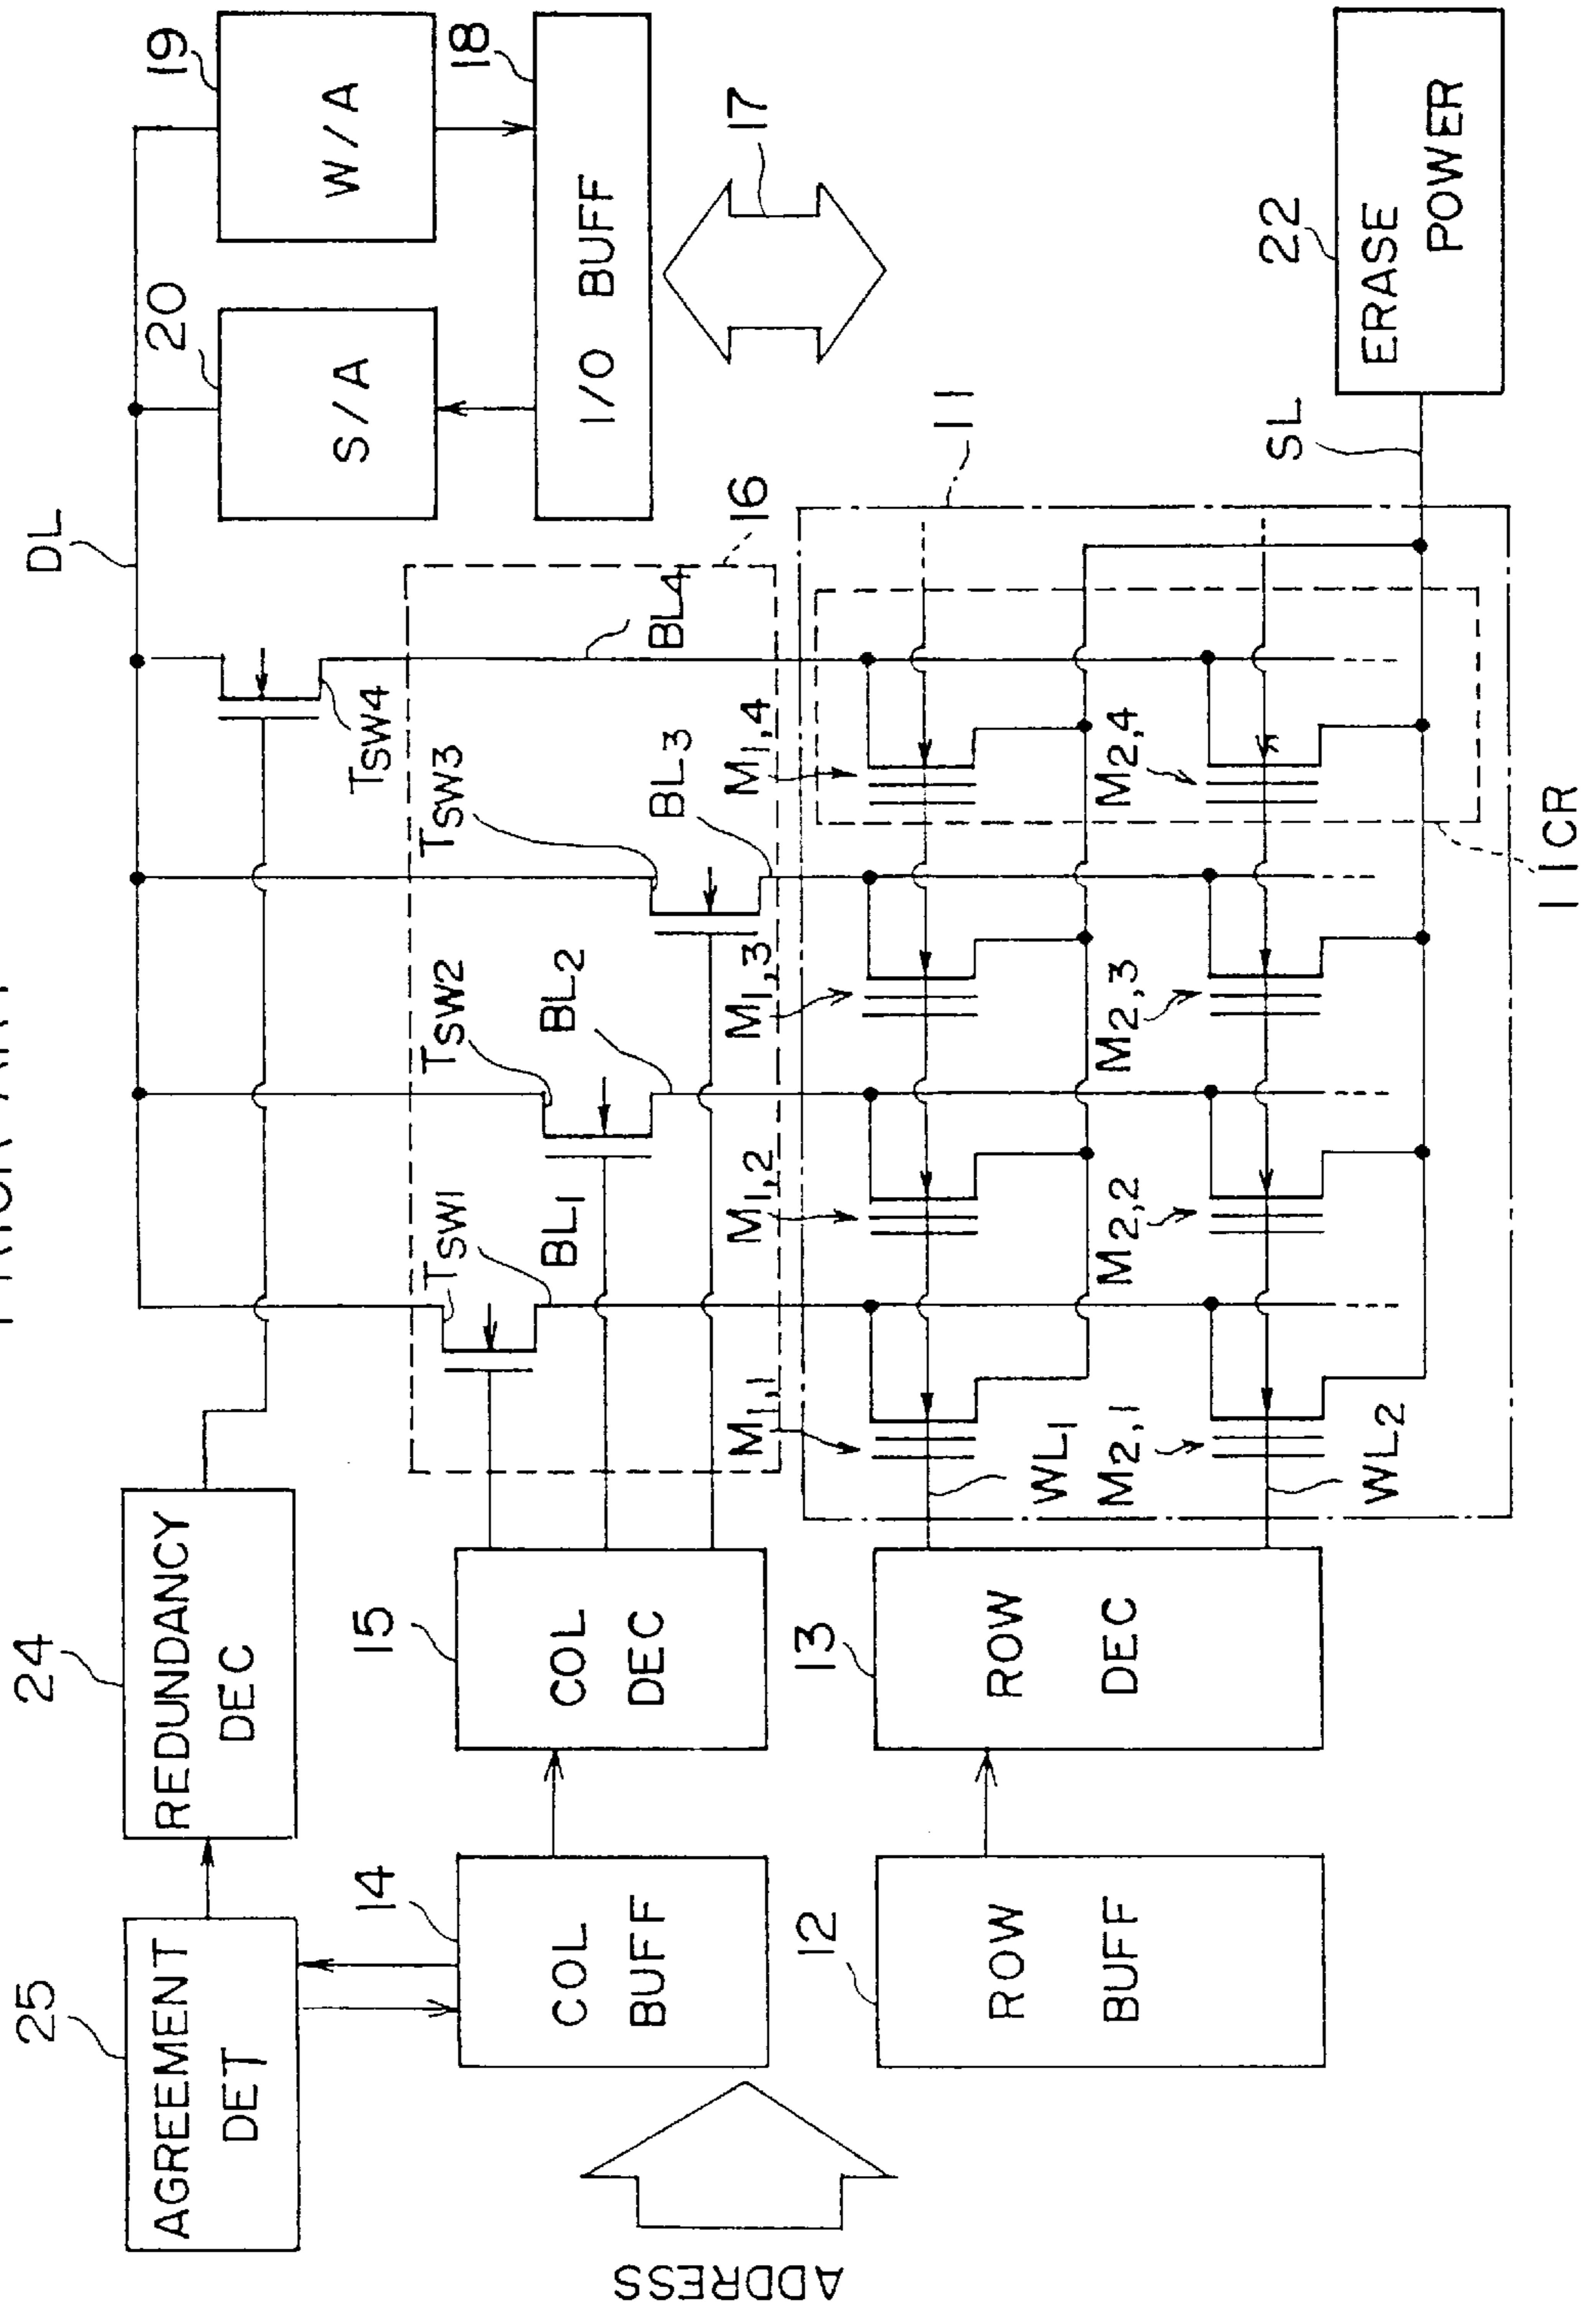 DL
19
W/A
20
S/A
18
I/O BUFF
17
24
REDUNDANCY
DEC
25
AGREEMENT
DET
TSW4
TSW3
TSW2
TSW1
BL4
BL3
BL2
BL1
16
15
COL
DEC
14
COL
BUFF
ADDRESS
13
ROW
DEC
12
ROW
BUFF
11
M1,1
M1,2
M1,3
M1,4
WL1
M2,1
M2,2
M2,3
M2,4
WL2
11CR
SL
22
ERASE
POWER